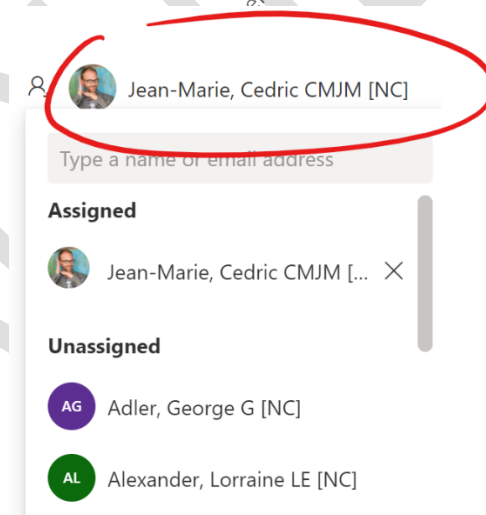 Jean-Marie, Cedric CMJM [NC]
Type a name or email address
Assigned
Jean-Marie, Cedric CMJM [...
Unassigned
AG Adler, George G [NC]
AL Alexander, Lorraine LE [NC]